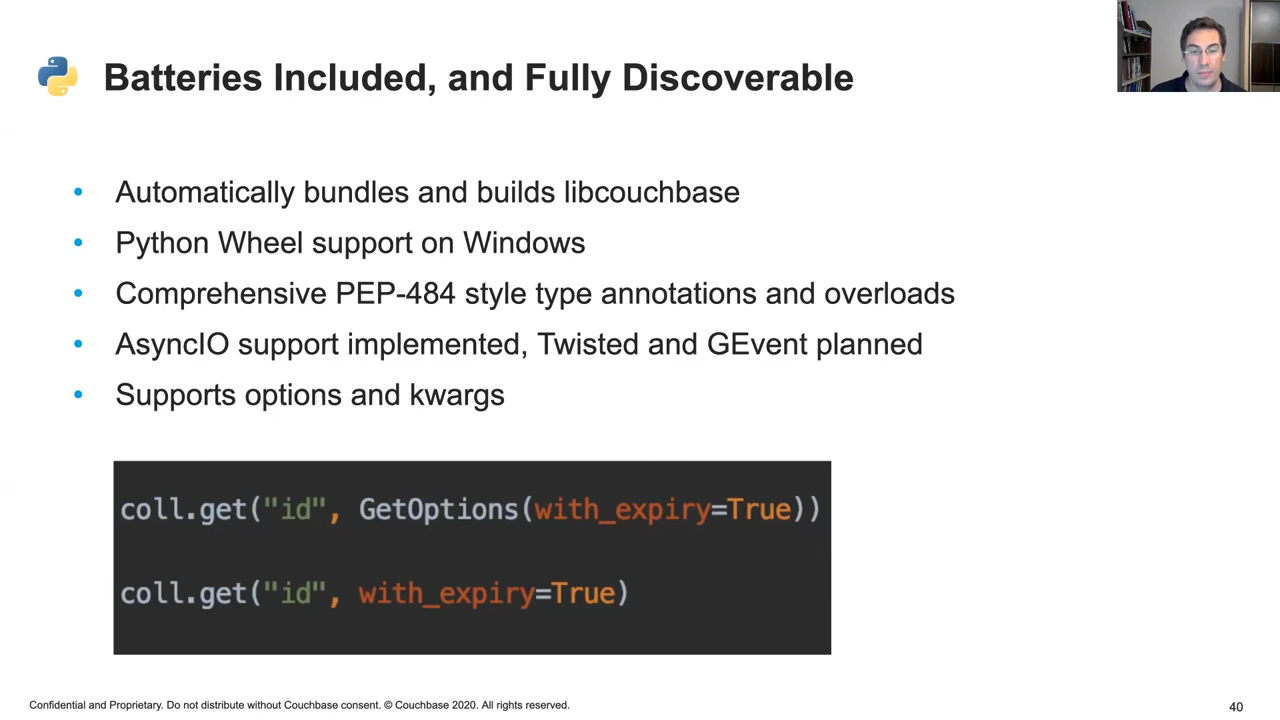 Batteries Included, and Fully Discoverable
• Automatically bundles and builds libcouchbase
• Python Wheel support on Windows
• Comprehensive PEP-484 style type annotations and overloads
• AsyncIO support implemented, Twisted and GEvent planned
• Supports options and kwargs
coll.get("id", GetOptions(with_expiry=True))
coll.get("id", with_expiry=True)
Confidential and Proprietary. Do not distribute without Couchbase consent. © Couchbase 2020. All rights reserved.
40